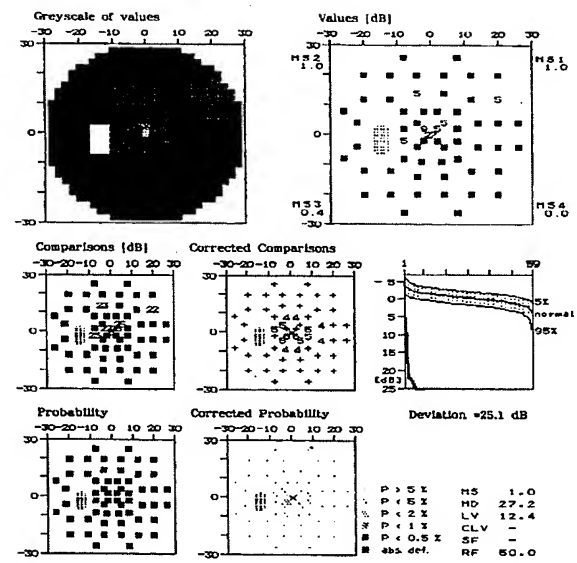 Greyscale of values
-30 -20 -10 0 10 20 30
30
0
-30
Values [dB]
-30 -20 -10 0 10 20 30
30
MS2
1.0
MS1
1.0
5
5
0
5
MS3
0.4
MS4
0.0
-30
Comparisons [dB]
-30 -20 -10 0 10 20 30
30
23
22
0
-30
Corrected Comparisons
-30 -20 -10 0 10 20 30
30
0
-30
1 59
-5
0
5
10
15
20
25
[dB]
5%
normal
95%
Probability
-30 -20 -10 0 10 20 30
30
0
-30
Corrected Probability
-30 -20 -10 0 10 20 30
30
0
-30
Deviation =25.1 dB
P > 5 %
P < 5 %
P < 2 %
P < 1 %
P < 0.5 %
abs. def.
MS 1.0
MD 27.2
LV 12.4
CLV -
SF -
RF 50.0